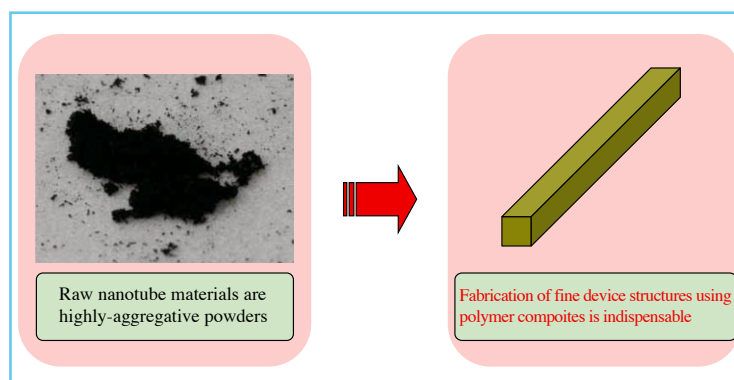 Raw nanotube materials are
highly-aggregative powders
Fabrication of fine device structures using
polymer compoites is indispensable